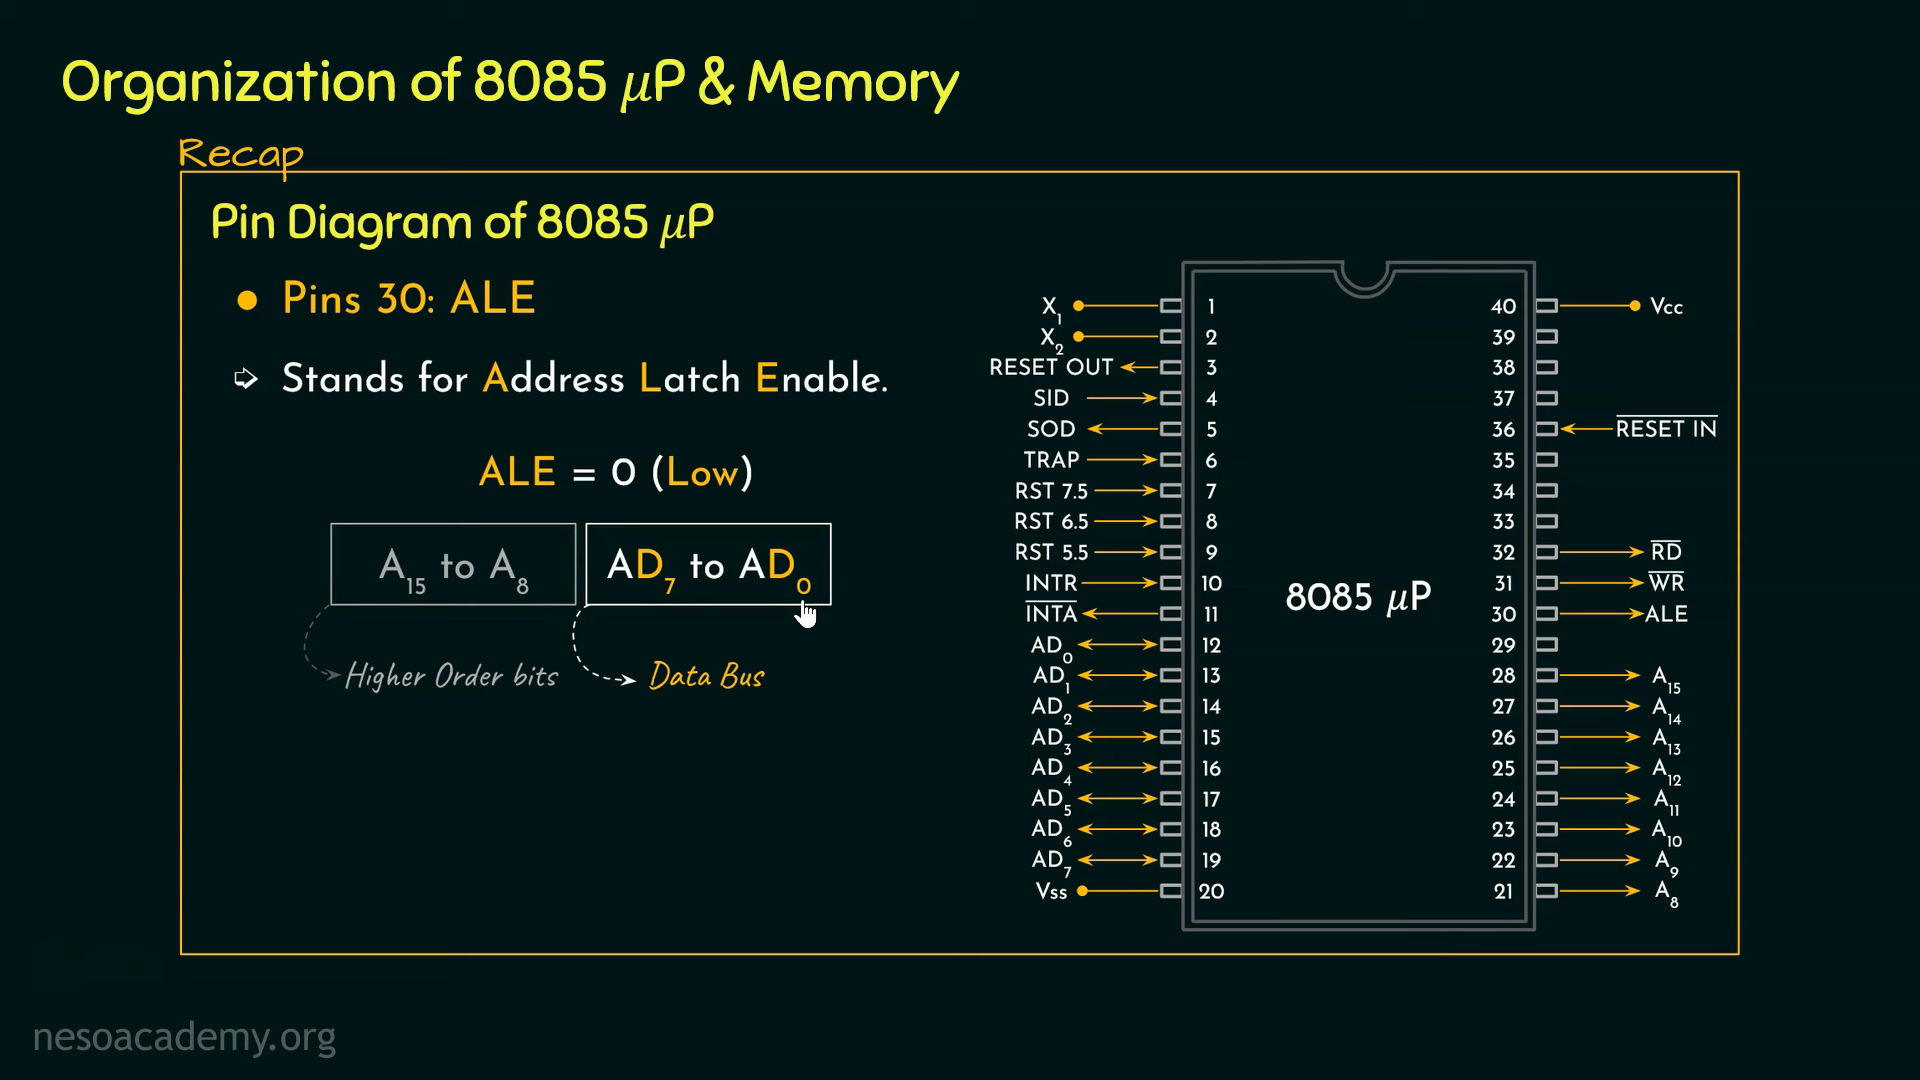 Organization of 8085 μP & Memory
Recap
Pin Diagram of 8085 μP
Pins 30: ALE
Stands for Address Latch Enable.
ALE = 0 (Low)
A15 to A8
AD7 to AD0
Higher Order bits
Data Bus
X1 1 40 Vcc
X2 2 39
RESET OUT 3 38
SID 4 37
SOD 5 36 RESET IN
TRAP 6 35
RST 7.5 7 34
RST 6.5 8 33
RST 5.5 9 32 RD
INTR 10 31 WR
INTA 11 30 ALE
8085 μP
AD0 12 29
AD1 13 28 A15
AD2 14 27 A14
AD3 15 26 A13
AD4 16 25 A12
AD5 17 24 A11
AD6 18 23 A10
AD7 19 22 A9
Vss 20 21 A8
nesoacademy.org